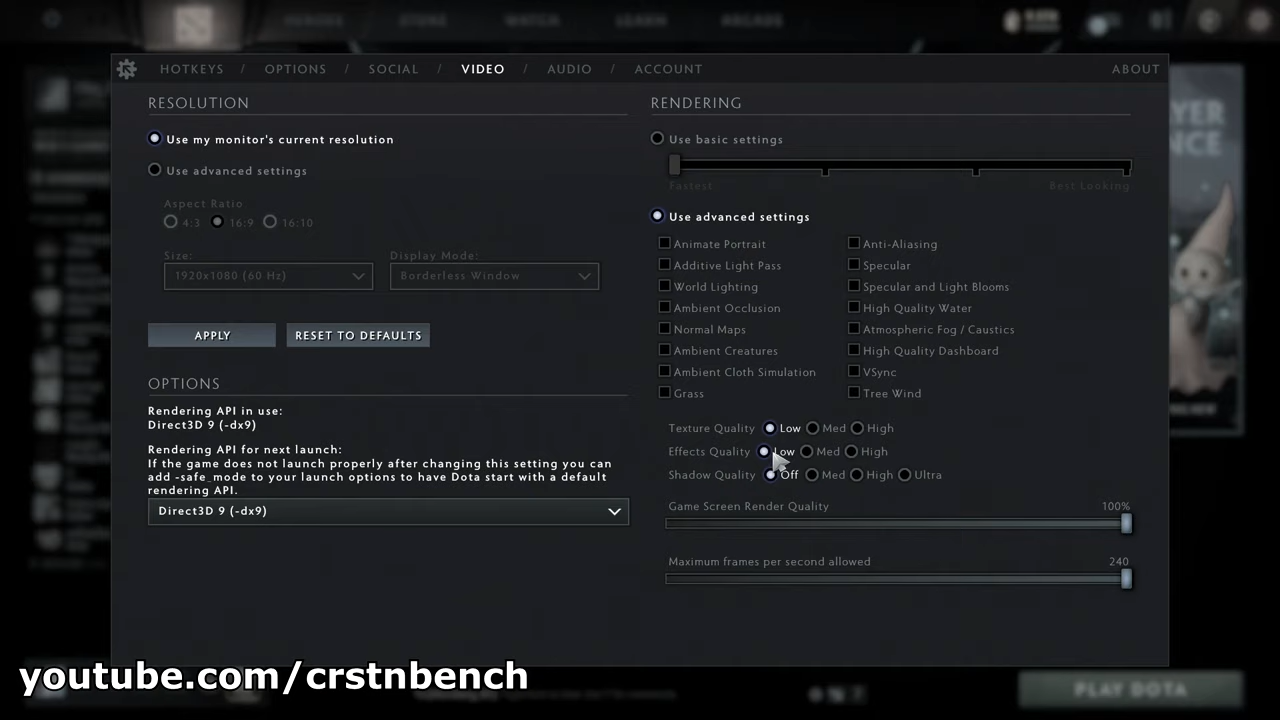 HEROES STORE WATCH LEARN ARCADE
HOTKEYS / OPTIONS / SOCIAL / VIDEO / AUDIO / ACCOUNT ABOUT
RESOLUTION
Use my monitor's current resolution
Use advanced settings
Aspect Ratio
4:3 16:9 16:10
Size: Display Mode:
1920x1080 (60 Hz) Borderless Window
APPLY RESET TO DEFAULTS
OPTIONS
Rendering API in use:
Direct3D 9 (-dx9)
Rendering API for next launch:
If the game does not launch properly after changing this setting you can
add -safe_mode to your launch options to have Dota start with a default
rendering API.
Direct3D 9 (-dx9)
RENDERING
Use basic settings
Fastest Best Looking
Use advanced settings
Animate Portrait Anti-Aliasing
Additive Light Pass Specular
World Lighting Specular and Light Blooms
Ambient Occlusion High Quality Water
Normal Maps Atmospheric Fog / Caustics
Ambient Creatures High Quality Dashboard
Ambient Cloth Simulation VSync
Grass Tree Wind
Texture Quality Low Med High
Effects Quality Low Med High
Shadow Quality Off Med High Ultra
Game Screen Render Quality 100%
Maximum frames per second allowed 240
youtube.com/crstnbench
PLAY DOTA